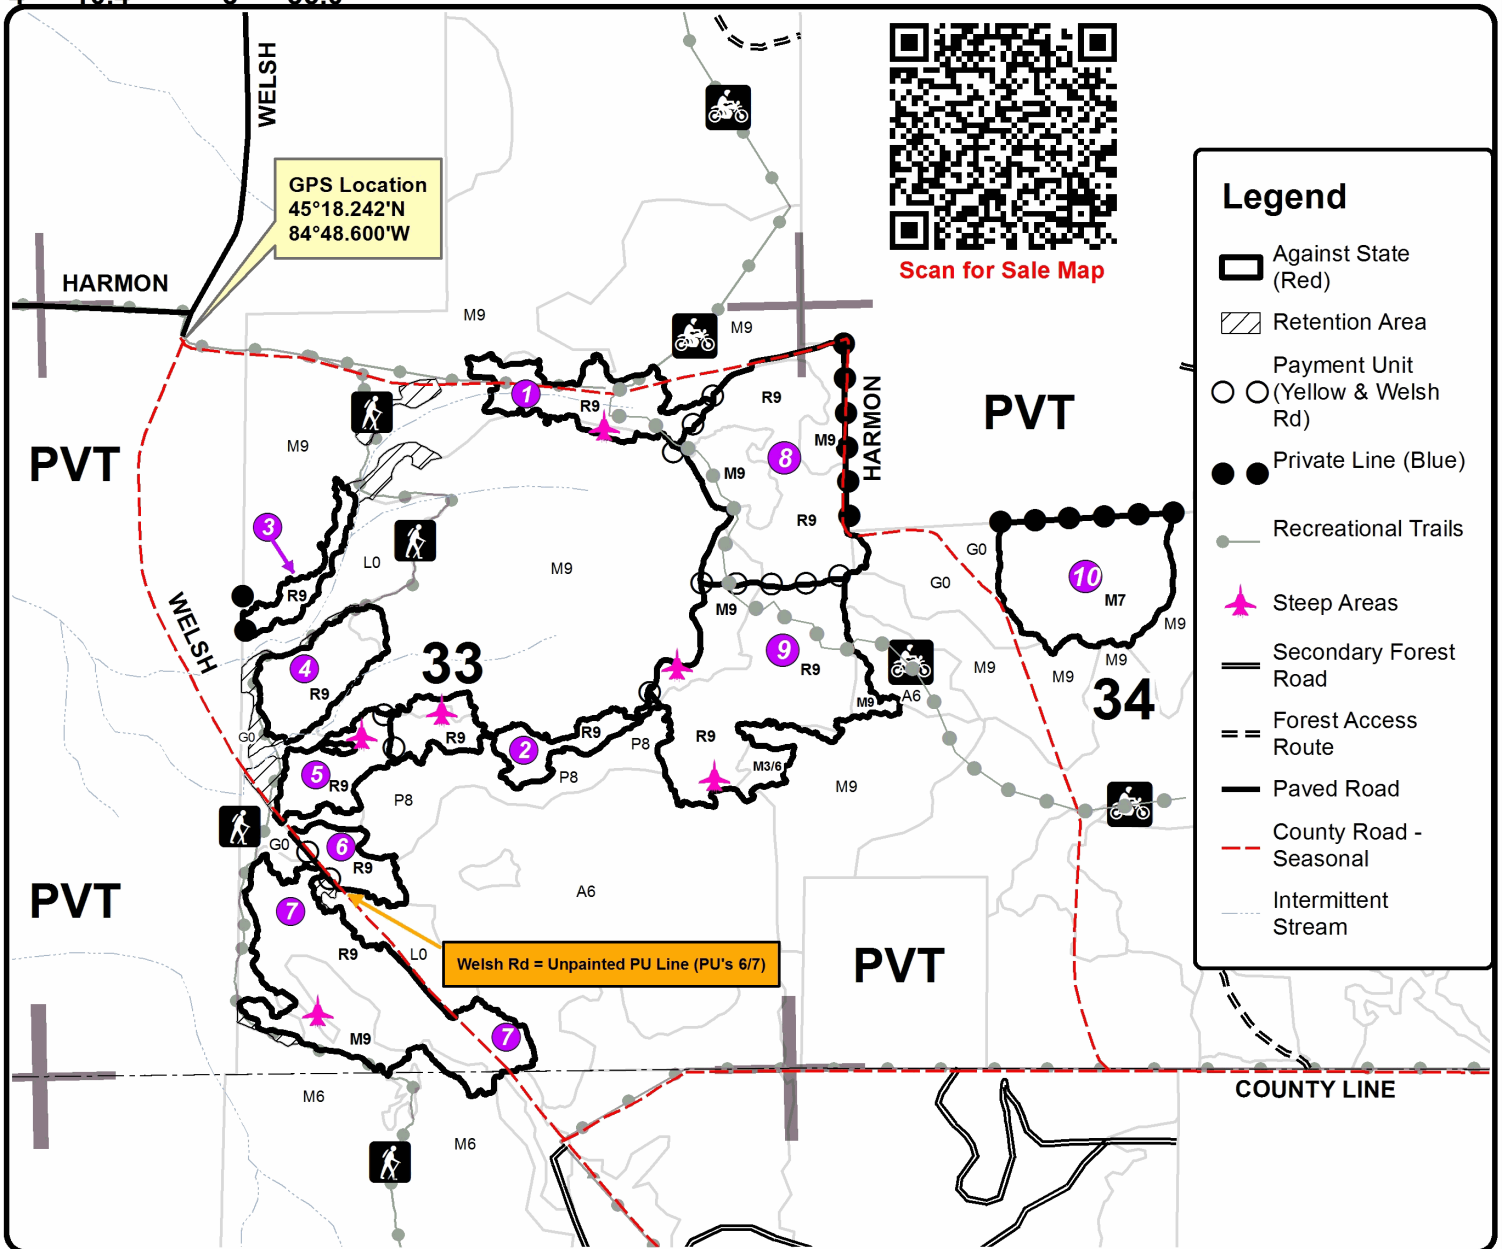 WELSH
GPS Location
45°18.242'N
84°48.600'W
HARMON
Scan for Sale Map
Legend
Against State
(Red)
Retention Area
Payment Unit
(Yellow & Welsh
Rd)
Private Line (Blue)
Recreational Trails
Steep Areas
Secondary Forest
Road
Forest Access
Route
Paved Road
County Road -
Seasonal
Intermittent
Stream
M9
M9
1
R9
R9
M9
HARMON
PVT
PVT
M9
8
M9
3
R9
L0
M9
R9
G0
G0
10
M7
M9
R9
WELSH
M9
9
R9
33
4
R9
M9
M9
M9
34
A6
M9
G0
R9
2
R9
P8
R9
M3/6
M9
5
R9
P8
P8
G0
6
R9
A6
PVT
7
R9
L0
Welsh Rd = Unpainted PU Line (PU's 6/7)
PVT
M9
7
M6
M6
COUNTY LINE